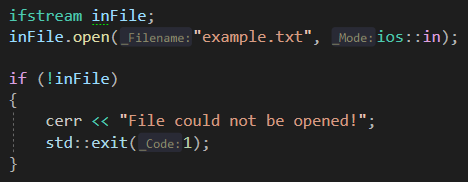 ifstream inFile;
inFile.open(_Filename:"example.txt", _Mode:ios::in);
if (!inFile)
{
cerr << "File could not be opened!";
std::exit(_Code:1);
}